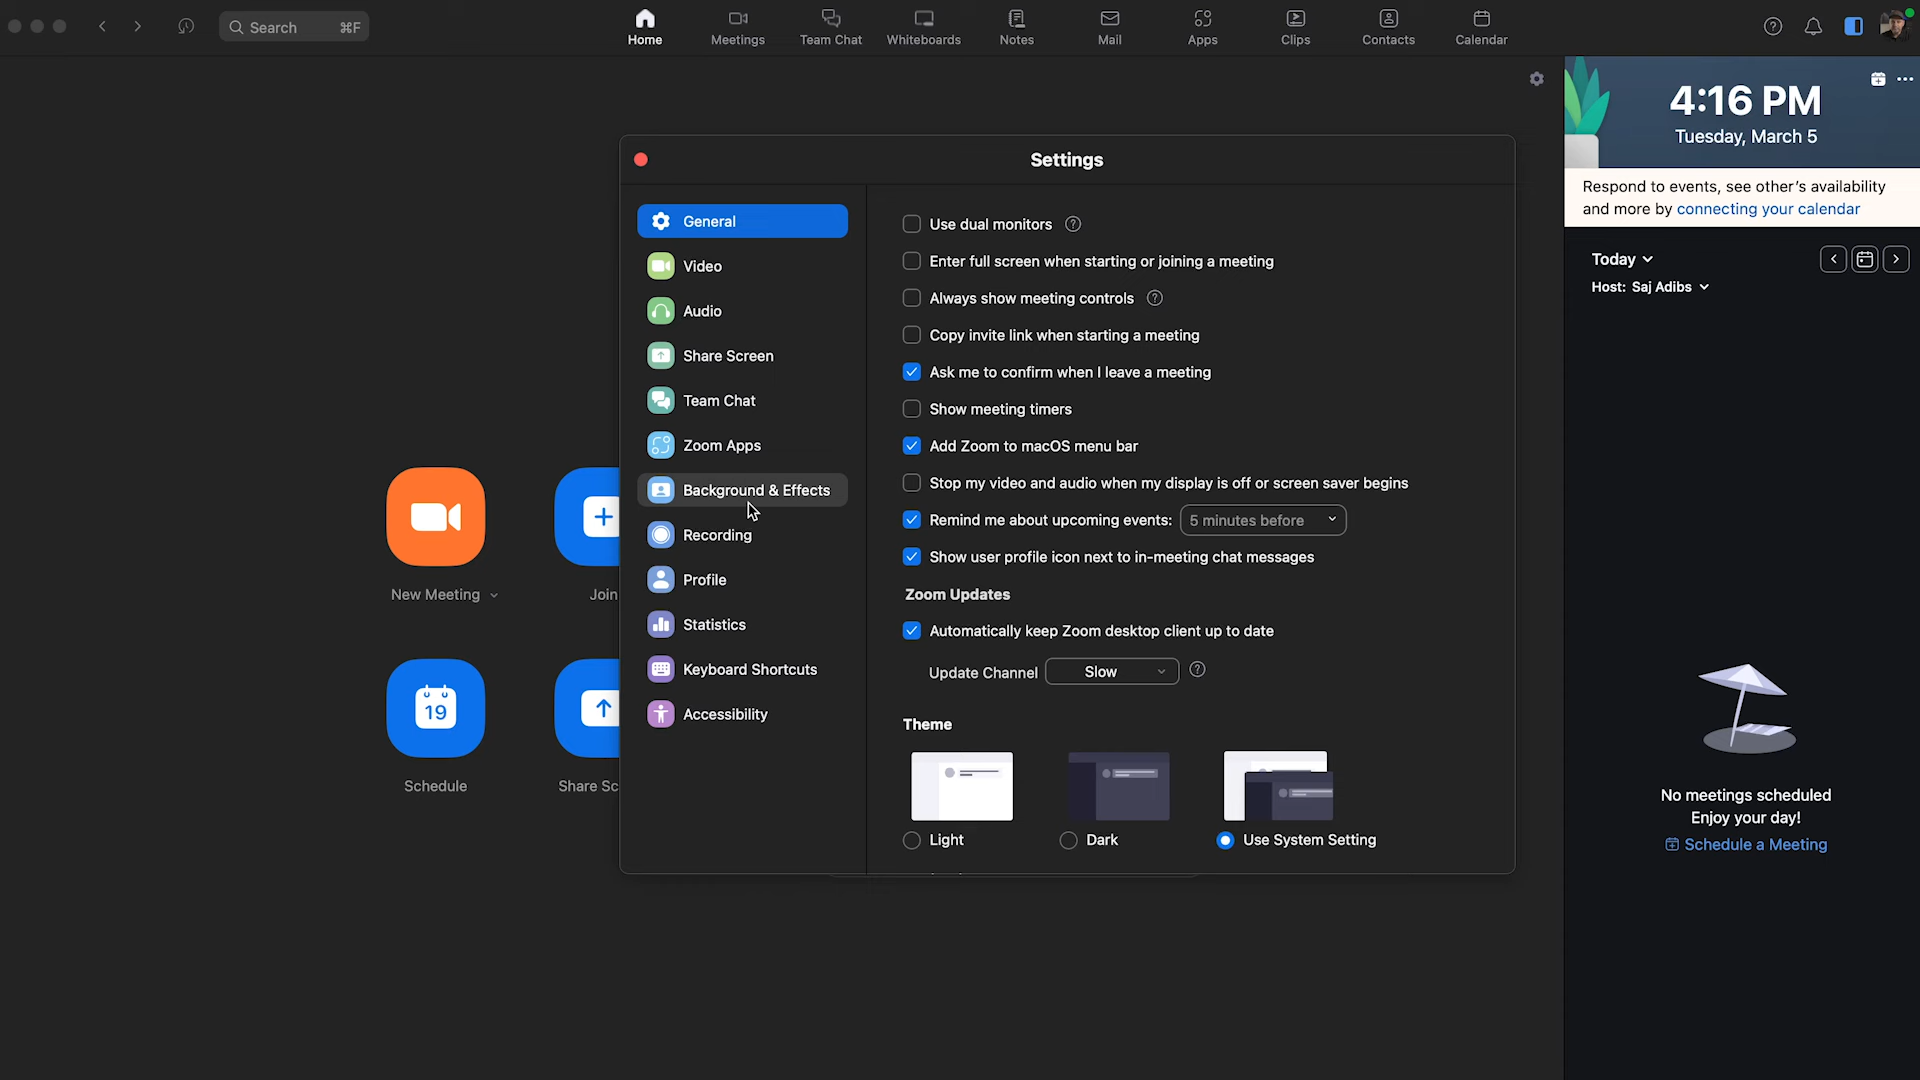 Search ⌘F
Home
Meetings
Team Chat
Whiteboards
Notes
Mail
Apps
Clips
Contacts
Calendar
4:16 PM
Tuesday, March 5
Respond to events, see other's availability
and more by connecting your calendar
Today
Host: Saj Adibs
No meetings scheduled
Enjoy your day!
Schedule a Meeting
New Meeting
Join
19
Schedule
Share Sc
Settings
General
Video
Audio
Share Screen
Team Chat
Zoom Apps
Background & Effects
Recording
Profile
Statistics
Keyboard Shortcuts
Accessibility
Use dual monitors
Enter full screen when starting or joining a meeting
Always show meeting controls
Copy invite link when starting a meeting
Ask me to confirm when I leave a meeting
Show meeting timers
Add Zoom to macOS menu bar
Stop my video and audio when my display is off or screen saver begins
Remind me about upcoming events: 5 minutes before
Show user profile icon next to in-meeting chat messages
Zoom Updates
Automatically keep Zoom desktop client up to date
Update Channel Slow
Theme
Light
Dark
Use System Setting